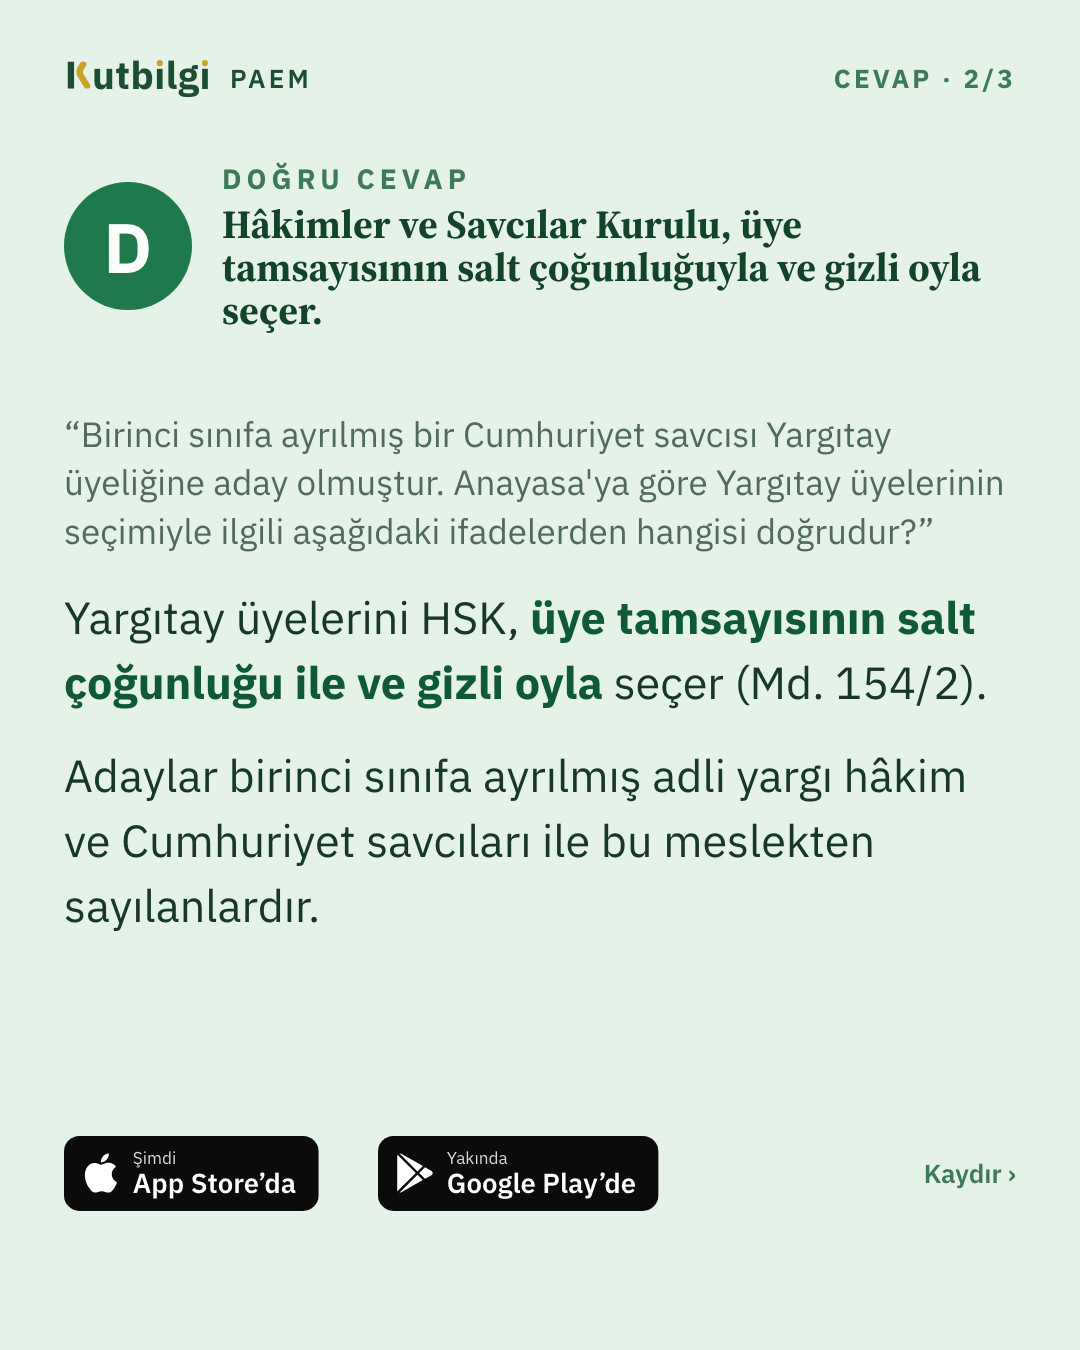 Kutbilgi PAEM
CEVAP · 2/3
D
DOĞRU CEVAP
Hâkimler ve Savcılar Kurulu, üye
tamsayısının salt çoğunluğuyla ve gizli oyla
seçer.
“Birinci sınıfa ayrılmış bir Cumhuriyet savcısı Yargıtay
üyeliğine aday olmuştur. Anayasa'ya göre Yargıtay üyelerinin
seçimiyle ilgili aşağıdaki ifadelerden hangisi doğrudur?”
Yargıtay üyelerini HSK, üye tamsayısının salt
çoğunluğu ile ve gizli oyla seçer (Md. 154/2).
Adaylar birinci sınıfa ayrılmış adli yargı hâkim
ve Cumhuriyet savcıları ile bu meslekten
sayılanlardır.
Şimdi
App Store’da
Yakında
Google Play’de
Kaydır ›